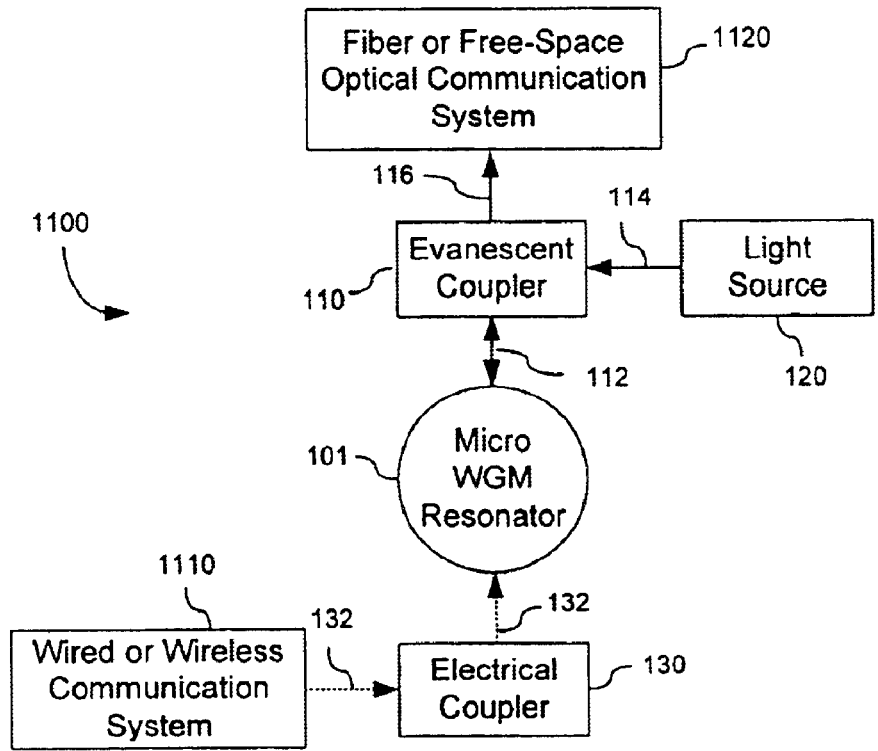 Fiber or Free-Space
Optical Communication
System
1120
116
114
1100
110
Evanescent
Coupler
Light
Source
112
120
101
Micro
WGM
Resonator
1110
132
132
Wired or Wireless
Communication
System
Electrical
Coupler
130